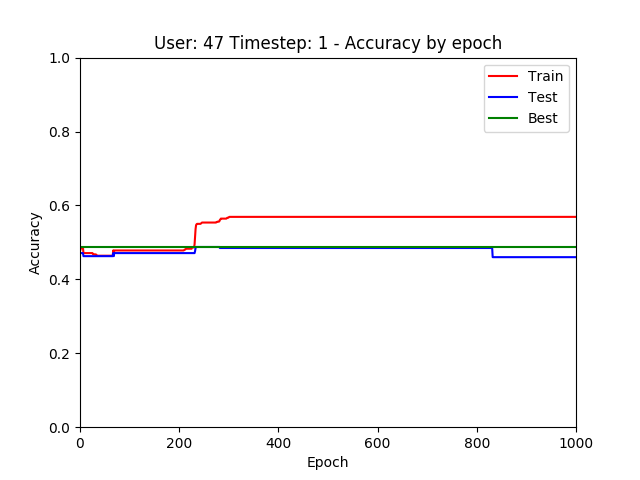 User: 47 Timestep: 1 - Accuracy by epoch
1.0
0.8
0.6
0.4
0.2
0.0
Accuracy
Train
Test
Best
0 200 400 600 800 1000
Epoch